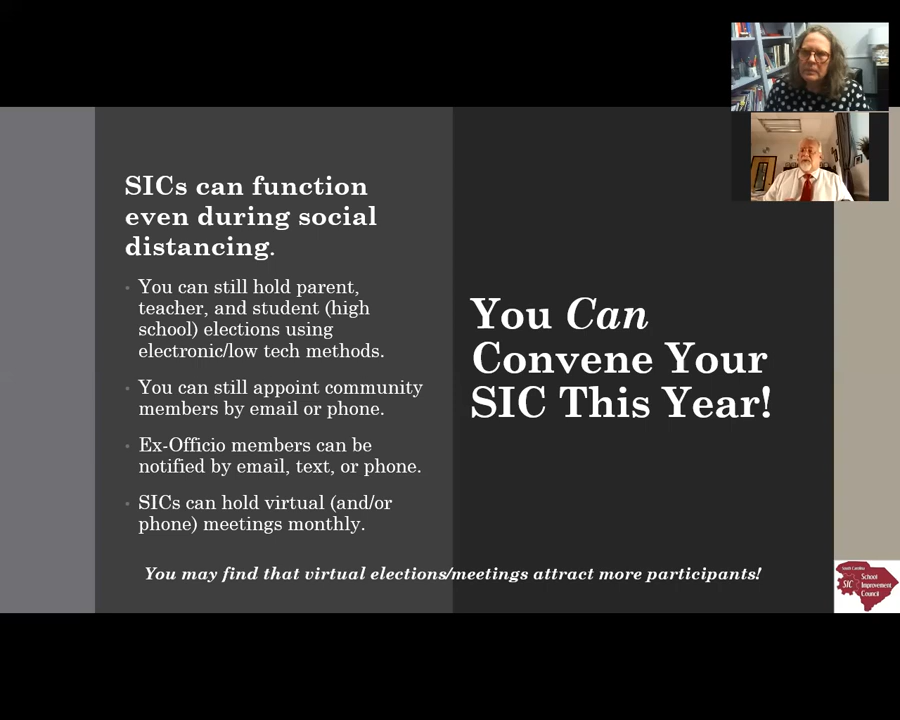 SICs can function
even during social
distancing.
• You can still hold parent,
teacher, and student (high
school) elections using
electronic/low tech methods.
• You can still appoint community
members by email or phone.
• Ex-Officio members can be
notified by email, text, or phone.
• SICs can hold virtual (and/or
phone) meetings monthly.
You Can
Convene Your
SIC This Year!
You may find that virtual elections/meetings attract more participants!
South Carolina
SIC
School
Improvement
Council